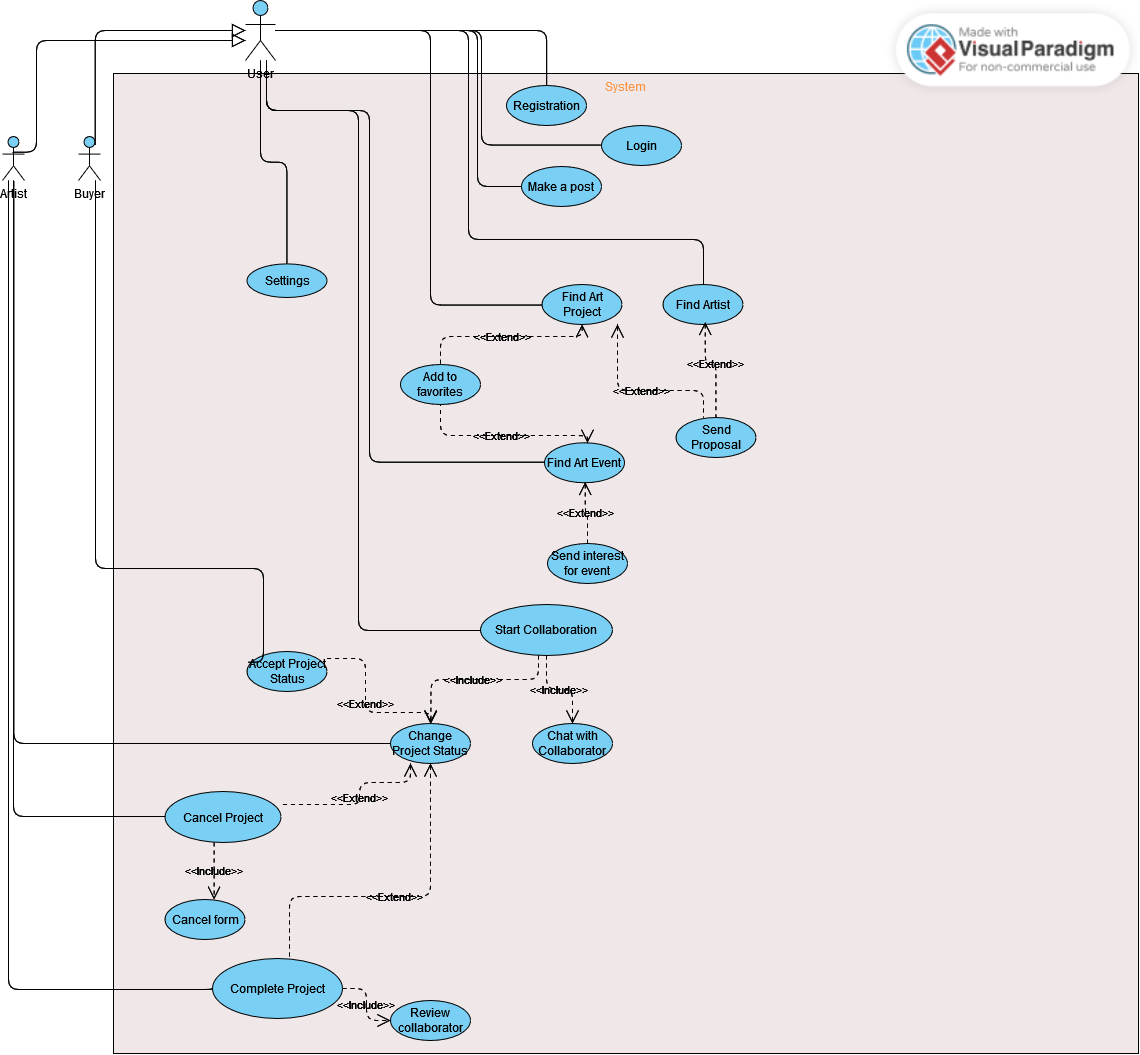 Made with
Visual Paradigm
For non-commercial use
User
System
Registration
Login
Make a post
Artist
Buyer
Settings
Find Art
Project
Find Artist
<<Extend>>
<<Extend>>
Add to
favorites
<<Extend>>
<<Extend>>
Send
Proposal
Find Art Event
<<Extend>>
Send interest
for event
Start Collaboration
Accept Project
Status
<<Include>>
<<Include>>
<<Extend>>
Change
Project Status
Chat with
Collaborator
<<Extend>>
Cancel Project
<<Include>>
<<Extend>>
Cancel form
Complete Project
<<Include>>
Review
collaborator